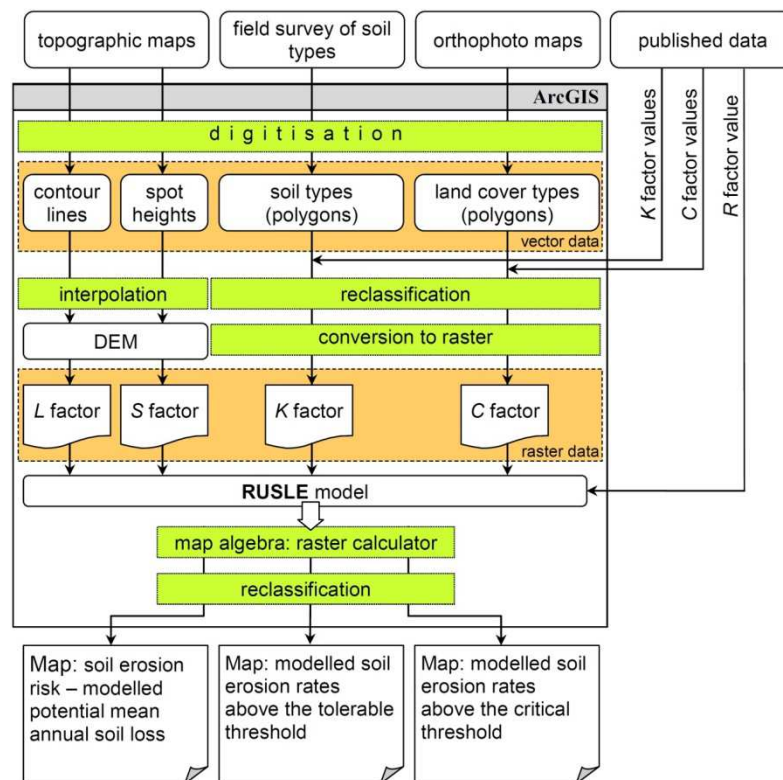 topographic maps
field survey of soil
types
orthophoto maps
published data
ArcGIS
digitisation
K factor values
C factor values
R factor value
contour
lines
spot
heights
soil types
(polygons)
land cover types
(polygons)
vector data
interpolation
reclassification
DEM
conversion to raster
L factor
S factor
K factor
C factor
raster data
RUSLE model
map algebra: raster calculator
reclassification
Map: soil erosion
risk – modelled
potential mean
annual soil loss
Map: modelled soil
erosion rates
above the tolerable
threshold
Map: modelled soil
erosion rates
above the critical
threshold